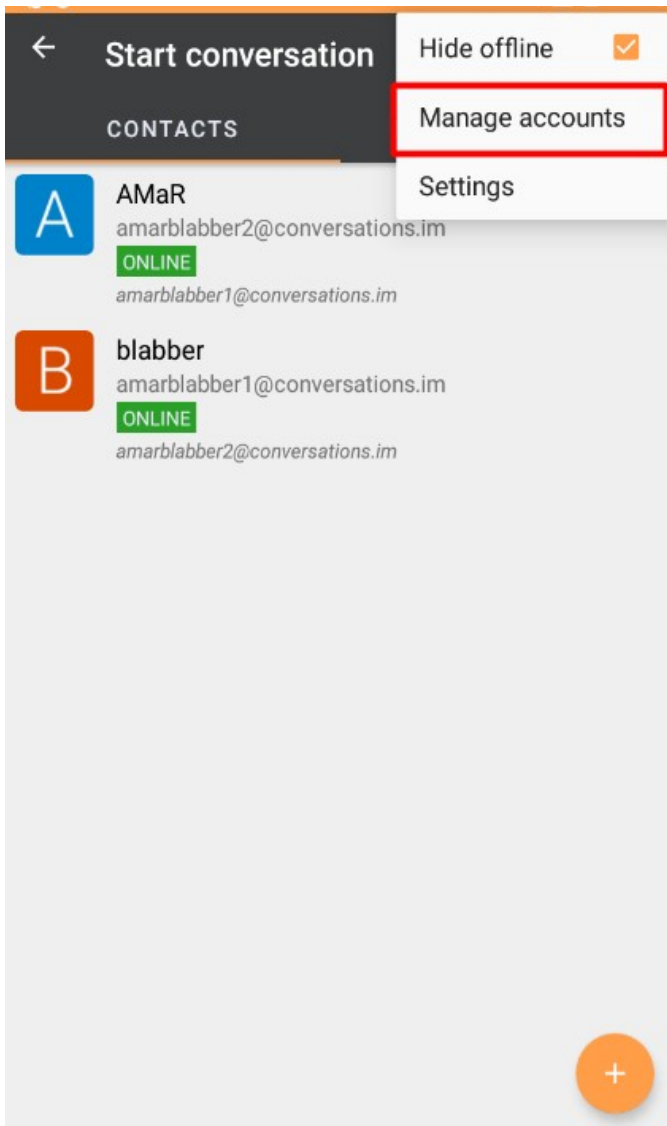 Start conversation
Hide offline
Manage accounts
Settings
CONTACTS
A
AMaR
amarblabber2@conversations.im
ONLINE
amarblabber1@conversations.im
B
blabber
amarblabber1@conversations.im
ONLINE
amarblabber2@conversations.im
+